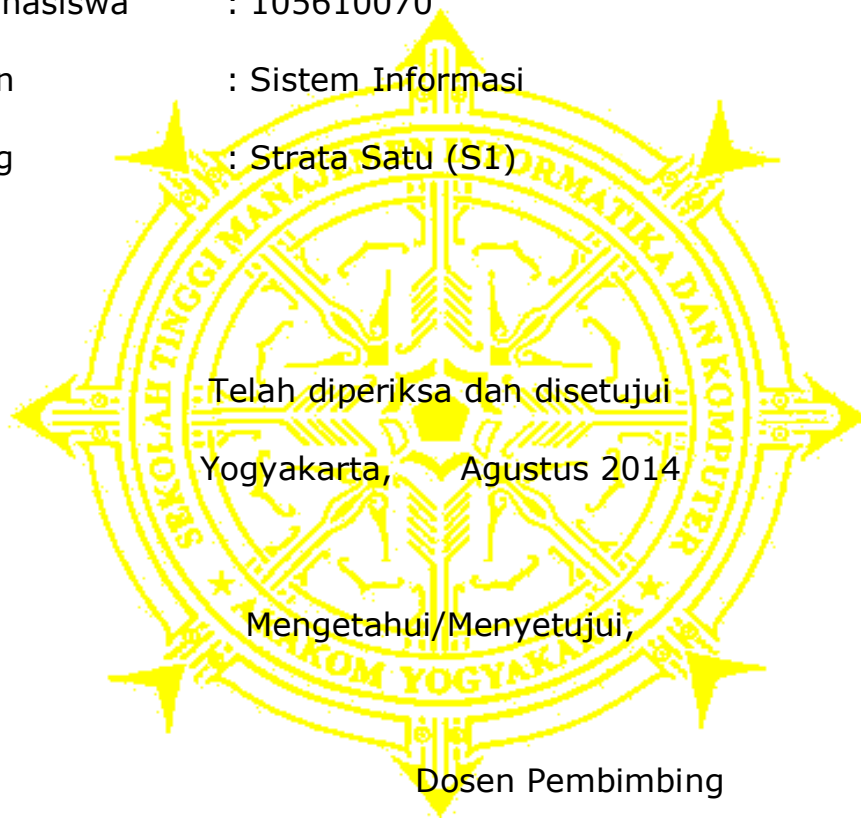 hasiswa : 105610070
n : Sistem Informasi
g : Strata Satu (S1)
SEKOLAH TINGGI MANAJEMEN INFORMATIKA DAN KOMPUTER
Telah diperiksa dan disetujui
Yogyakarta, Agustus 2014
Mengetahui/Menyetujui,
AKAKOM YOGYAKARTA
Dosen Pembimbing